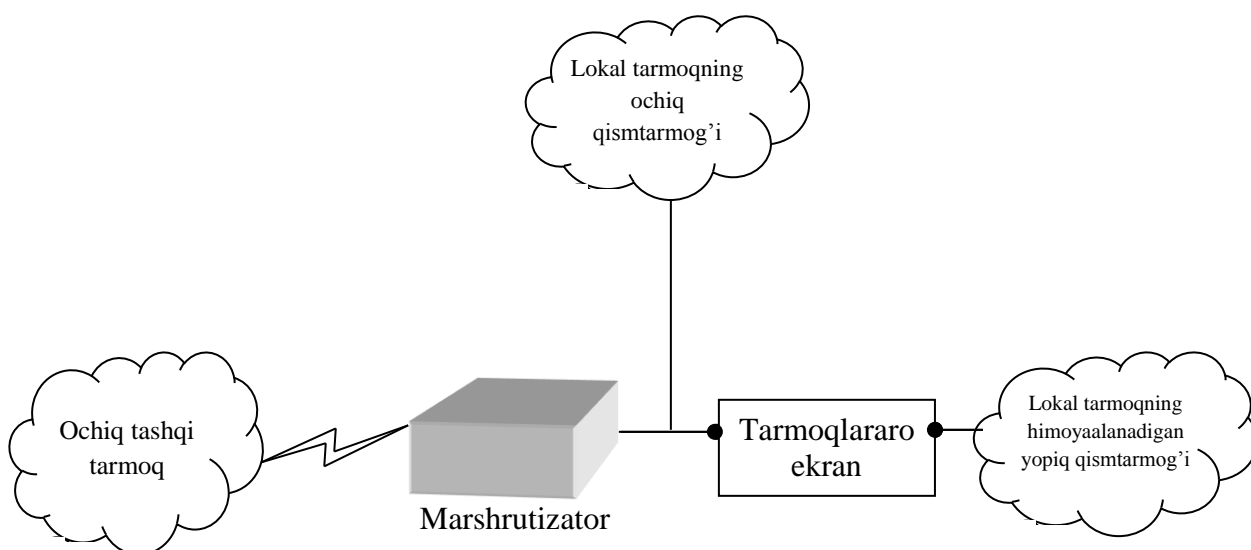 Lokal tarmoqning
ochiq
qismtarmog’i
Ochiq tashqi
tarmoq
Marshrutizator
Tarmoqlararo
ekran
Lokal tarmoqning
himoyaalanadigan
yopiq qismtarmog’i